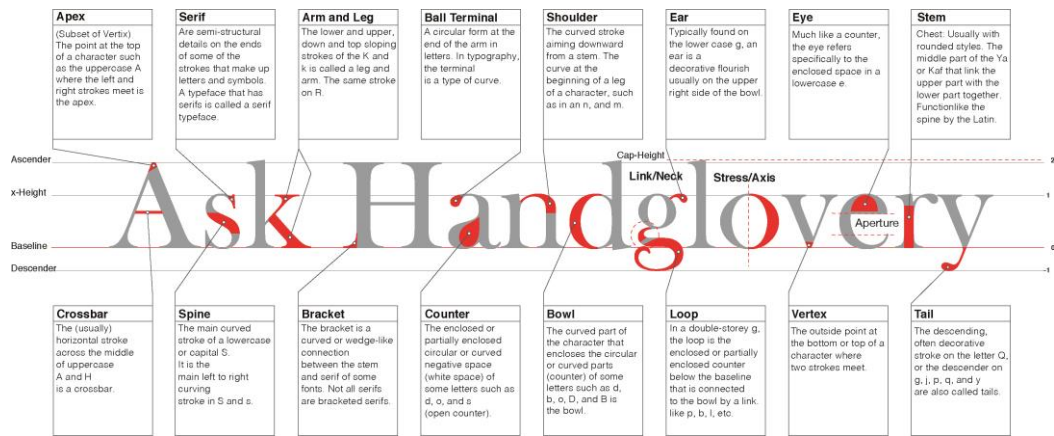 Apex
(Subset of Vertix)
The point at the top
of a character such
as the uppercase A
where the left and
right strokes meet is
the apex.
Serif
Are semi-structural
details on the ends
of some of the
strokes that make up
letters and symbols.
A typeface that has
serifs is called a serif
typeface.
Arm and Leg
The lower and upper,
down and top sloping
strokes of the K and
k is called a leg and
arm. The same stroke
on R.
Ball Terminal
A circular form at the
end of the arm in
letters. In typography,
the terminal
is a type of curve.
Shoulder
The curved stroke
aiming downward
from a stem. The
curve at the
beginning of a leg
of a character, such
as in an n, and m.
Ear
Typically found on
the lower case g, an
ear is a
decorative flourish
usually on the upper
right side of the bowl.
Eye
Much like a counter,
the eye refers
specifically to the
enclosed space in a
lowercase e.
Stem
Chest: Usually with
rounded styles. The
middle part of the Ya
or Kaf that link the
upper part with the
lower part together.
Functionlike the
spine by the Latin.
Ascender
Cap-Height
2
x-Height
Link/Neck
Stress/Axis
1
Ask Handglovery
Aperture
Baseline
0
Descender
-1
Crossbar
The (usually)
horizontal stroke
across the middle
of uppercase
A and H
is a crossbar.
Spine
The main curved
stroke of a lowercase
or capital S.
It is the
main left to right
curving
stroke in S and s.
Bracket
The bracket is a
curved or wedge-like
connection
between the stem
and serif of some
fonts. Not all serifs
are bracketed serifs.
Counter
The enclosed or
partially enclosed
circular or curved
negative space
(white space) of
some letters such as
d, o, and s
(open counter).
Bowl
The curved part of
the character that
encloses the circular
or curved parts
(counter) of some
letters such as d,
b, o, D, and B is
the bowl.
Loop
In a double-storey g,
the loop is the
enclosed or partially
enclosed counter
below the baseline
that is connected
to the bowl by a link.
like p, b, l, etc.
Vertex
The outside point at
the bottom or top of a
character where
two strokes meet.
Tail
The descending,
often decorative
stroke on the letter Q,
or the descender on
g, j, p, q, and y
are also called tails.